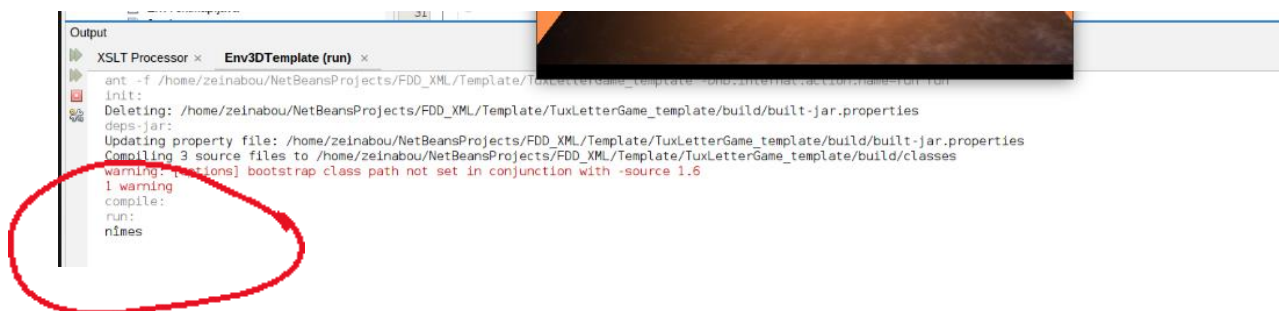 31
Output
XSLT Processor × Env3DTemplate (run) ×
ant -f /home/zeinabou/NetBeansProjects/FDD_XML/Template/TuxLetterGame_template -Dnb.internal.action.name=run run
init:
Deleting: /home/zeinabou/NetBeansProjects/FDD_XML/Template/TuxLetterGame_template/build/built-jar.properties
deps-jar:
Updating property file: /home/zeinabou/NetBeansProjects/FDD_XML/Template/TuxLetterGame_template/build/built-jar.properties
Compiling 3 source files to /home/zeinabou/NetBeansProjects/FDD_XML/Template/TuxLetterGame_template/build/classes
warning: [options] bootstrap class path not set in conjunction with -source 1.6
1 warning
compile:
run:
nîmes